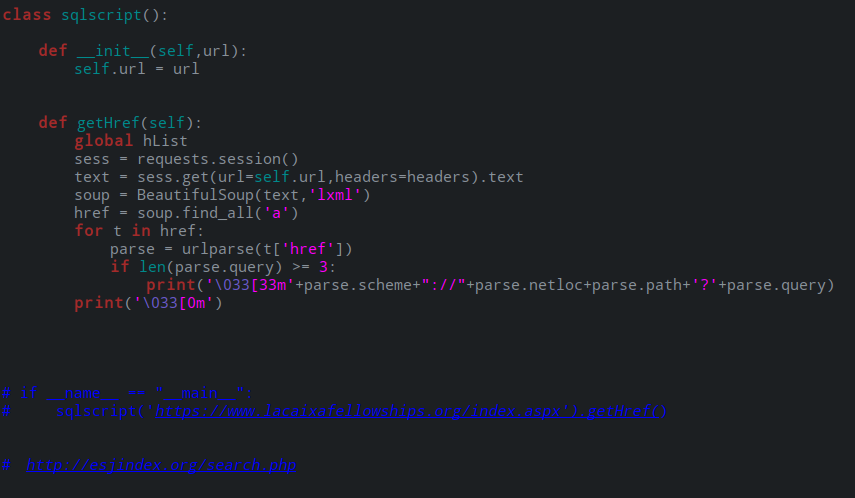 class sqlscript():
def __init__(self,url):
self.url = url
def getHref(self):
global hList
sess = requests.session()
text = sess.get(url=self.url,headers=headers).text
soup = BeautifulSoup(text,'lxml')
href = soup.find_all('a')
for t in href:
parse = urlparse(t['href'])
if len(parse.query) >= 3:
print('\033[33m'+parse.scheme+"://"+parse.netloc+parse.path+'?'+parse.query)
print('\033[0m')
# if __name__ == "__main__":
#     sqlscript('https://www.lacaixafellowships.org/index.aspx').getHref()
# http://esjindex.org/search.php